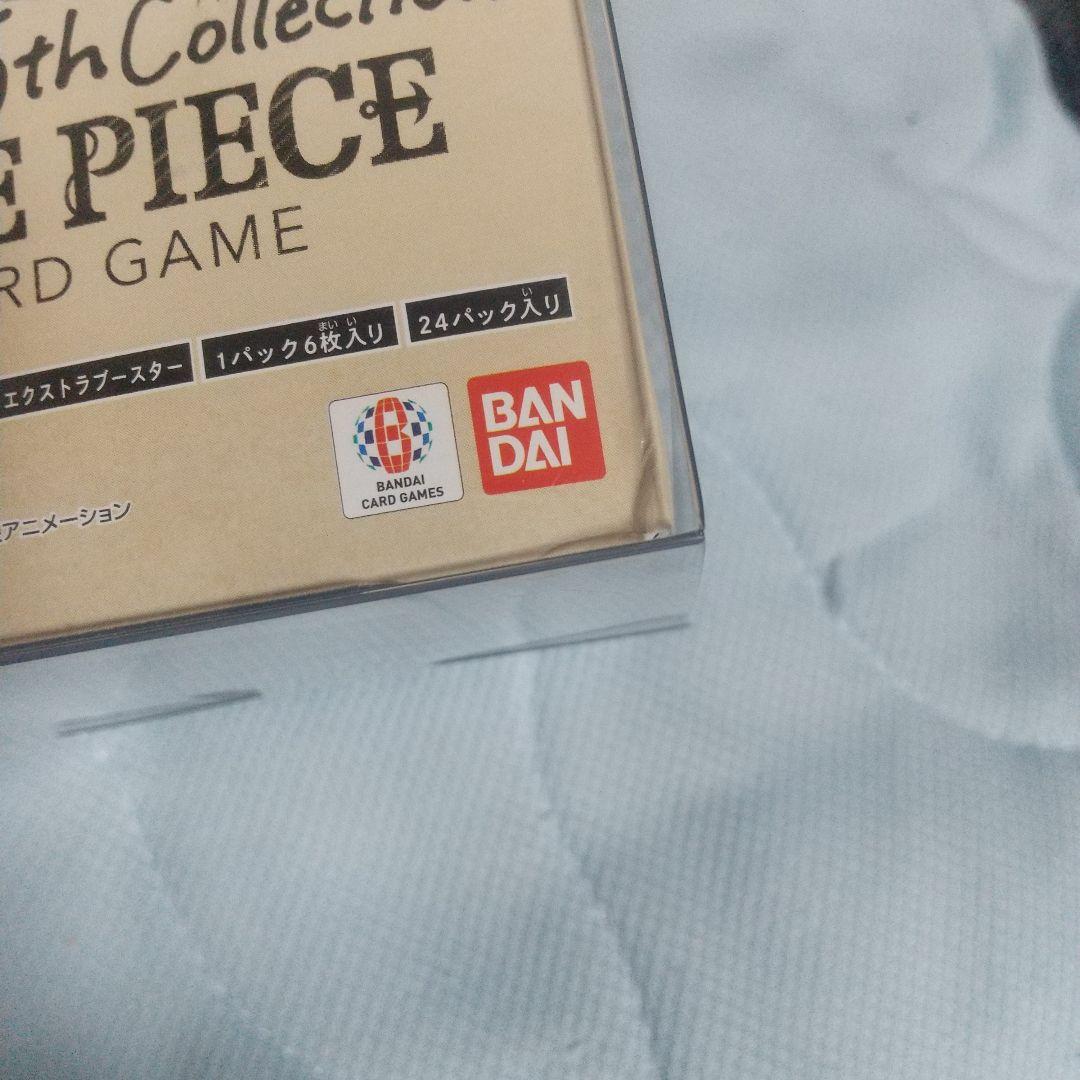 th Collection
E PIECE
RD GAME
エクストラブースター
1パック6枚入り
まい い
24パック入り
い
BANDAI
CARD GAMES
BAN
DAI
アニメーション